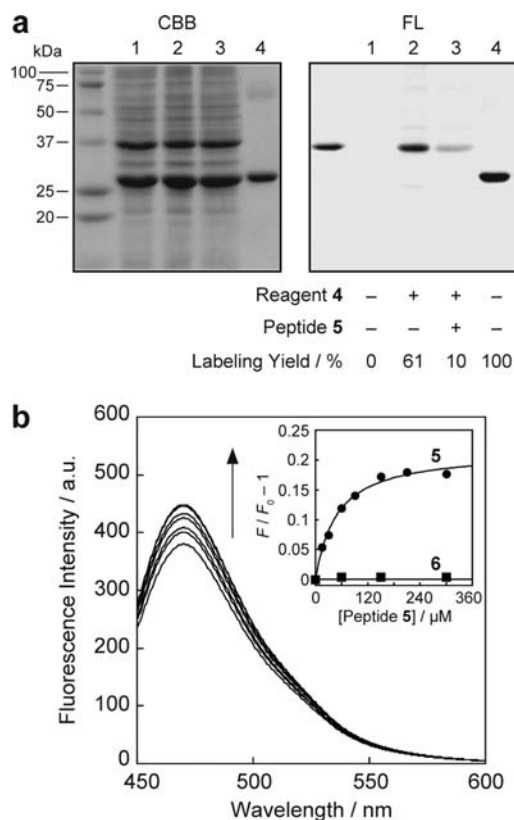 a
CBB FL
kDa 1 2 3 4 1 2 3 4
100
75
50
37
25
20
Reagent 4 – + + –
Peptide 5 – – + –
Labeling Yield / % 0 61 10 100
b
600
500
400
300
200
100
0
Fluorescence Intensity / a.u.
450 500 550 600
Wavelength / nm
0.25
0.2
0.15
0.1
0.05
0
F / F0 – 1
5
6
0 120 240 360
[Peptide 5] / μM